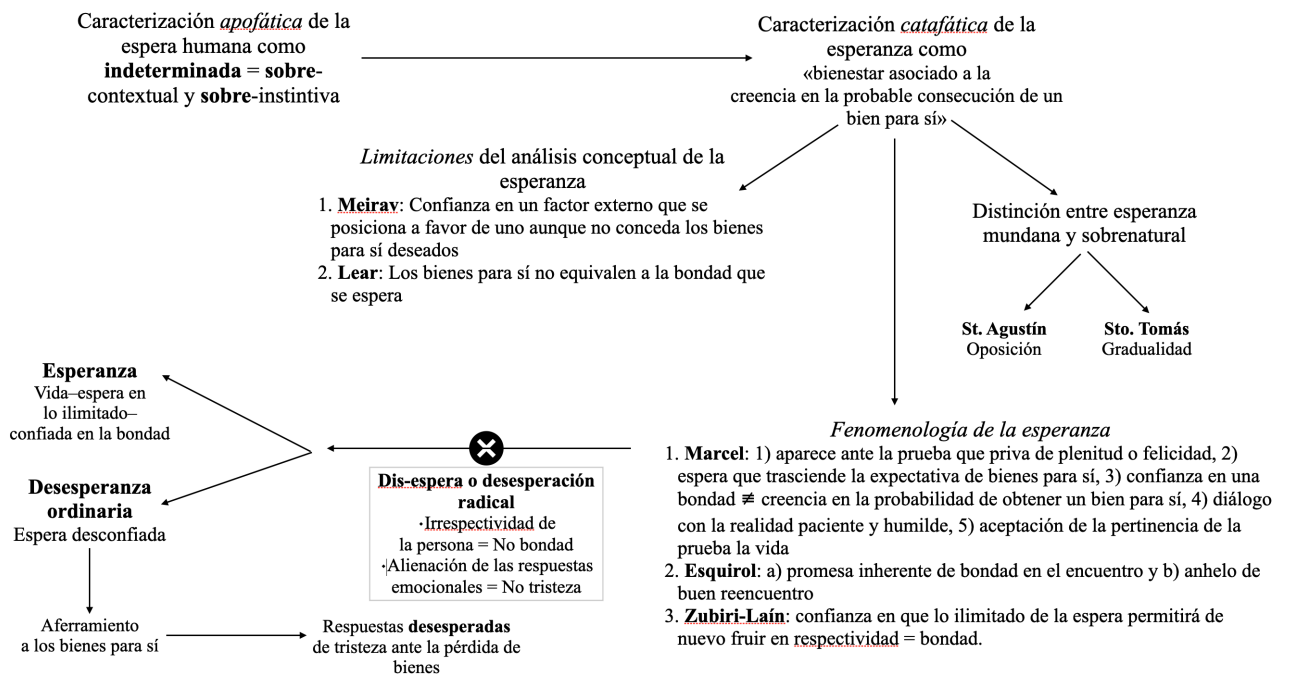 Caracterización apofática de la
espera humana como
indeterminada = sobre-
contextual y sobre-instintiva
Caracterización catafática de la
esperanza como
«bienestar asociado a la
creencia en la probable consecución de un
bien para sí»
Limitaciones del análisis conceptual de la
esperanza
1. Meirav: Confianza en un factor externo que se
posiciona a favor de uno aunque no conceda los bienes
para sí deseados
2. Lear: Los bienes para sí no equivalen a la bondad que
se espera
Distinción entre esperanza
mundana y sobrenatural
St. Agustín
Oposición
Sto. Tomás
Gradualidad
Fenomenología de la esperanza
1. Marcel: 1) aparece ante la prueba que priva de plenitud o felicidad, 2)
espera que trasciende la expectativa de bienes para sí, 3) confianza en una
bondad ≢ creencia en la probabilidad de obtener un bien para sí, 4) diálogo
con la realidad paciente y humilde, 5) aceptación de la pertinencia de la
prueba la vida
2. Esquirol: a) promesa inherente de bondad en el encuentro y b) anhelo de
buen reencuentro
3. Zubiri-Laín: confianza en que lo ilimitado de la espera permitirá de
nuevo fruir en respectividad = bondad.
Dis-espera o desesperación
radical
·Irrespectividad de
la persona = No bondad
·Alienación de las respuestas
emocionales = No tristeza
Esperanza
Vida–espera en
lo ilimitado–
confiada en la bondad
Desesperanza
ordinaria
Espera desconfiada
Aferramiento
a los bienes para sí
Respuestas desesperadas
de tristeza ante la pérdida de
bienes